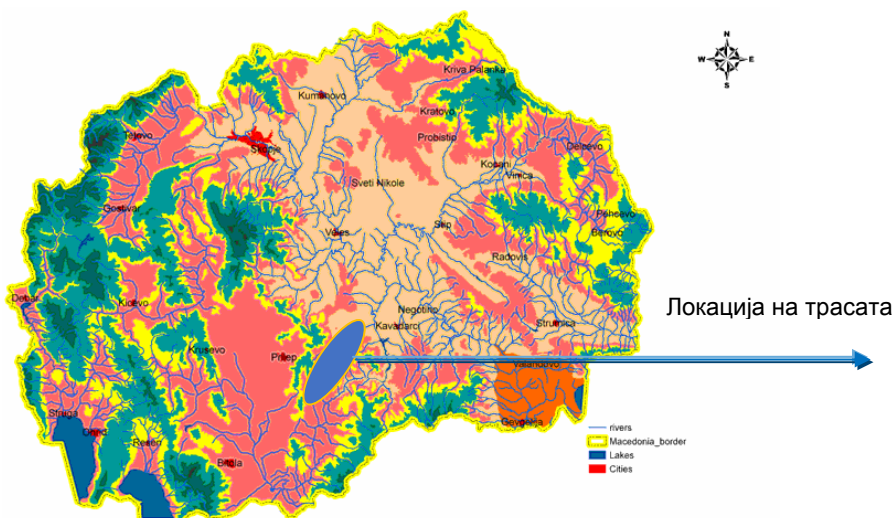 N
W E
S
Kriva Palanka
Kumanovo
Kratovo
Tetovo
Probistip
Skopje
Delcevo
Kocani
Vinica
Sveti Nikole
Gostivar
Pehcevo
Stip
Berovo
Veles
Radovis
Debar
Kicevo
Negotino
Локација на трасата
Kavadarci
Strumica
Krusevo
Prilep
Valandovo
Struga
Gevgelija
rivers
Ohrid
Resen
Macedonia_border
Lakes
Bitola
Cities